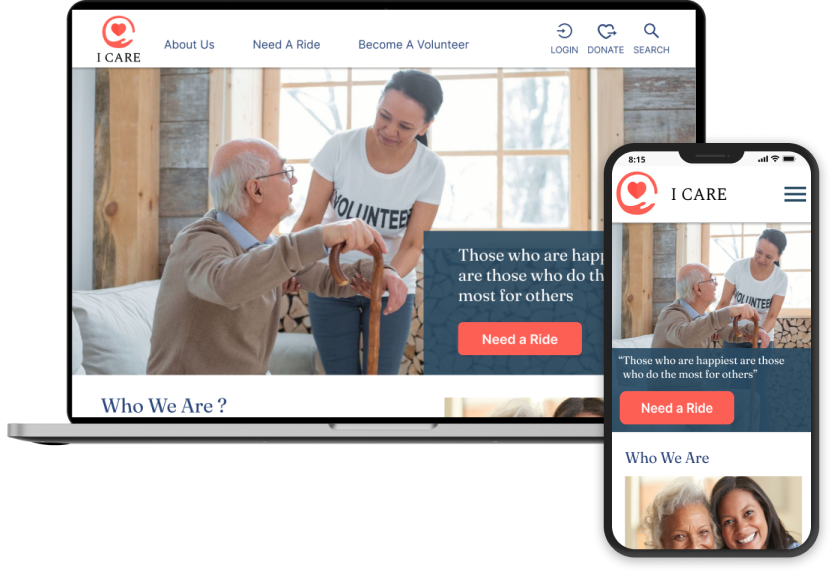 I CARE
About Us
Need A Ride
Become A Volunteer
LOGIN
DONATE
SEARCH
VOLUNTEER
Those who are
are those who do
most for others
Need a Ride
Who We Are ?
8:15
I CARE
VOLUNTEER
“Those who are happiest are those
who do the most for others”
Need a Ride
Who We Are